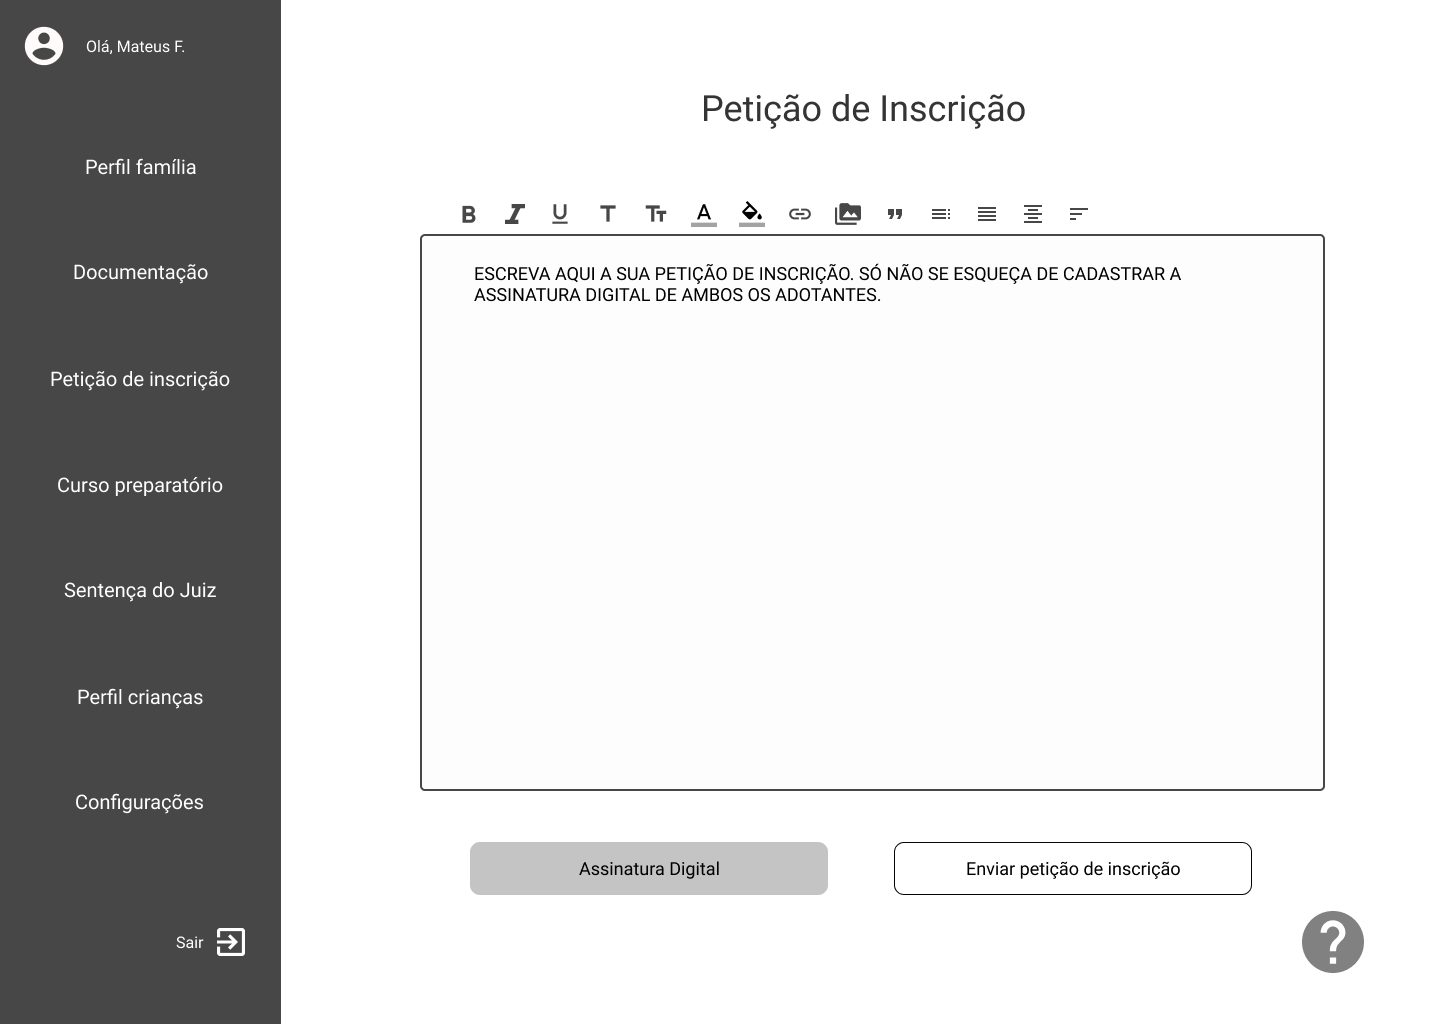 Olá, Mateus F.
Perfil família
Documentação
Petição de inscrição
Curso preparatório
Sentença do Juiz
Perfil crianças
Configurações
Sair
Petição de Inscrição
B I U T Tт A
ESCREVA AQUI A SUA PETIÇÃO DE INSCRIÇÃO. SÓ NÃO SE ESQUEÇA DE CADASTRAR A
ASSINATURA DIGITAL DE AMBOS OS ADOTANTES.
Assinatura Digital
Enviar petição de inscrição
?